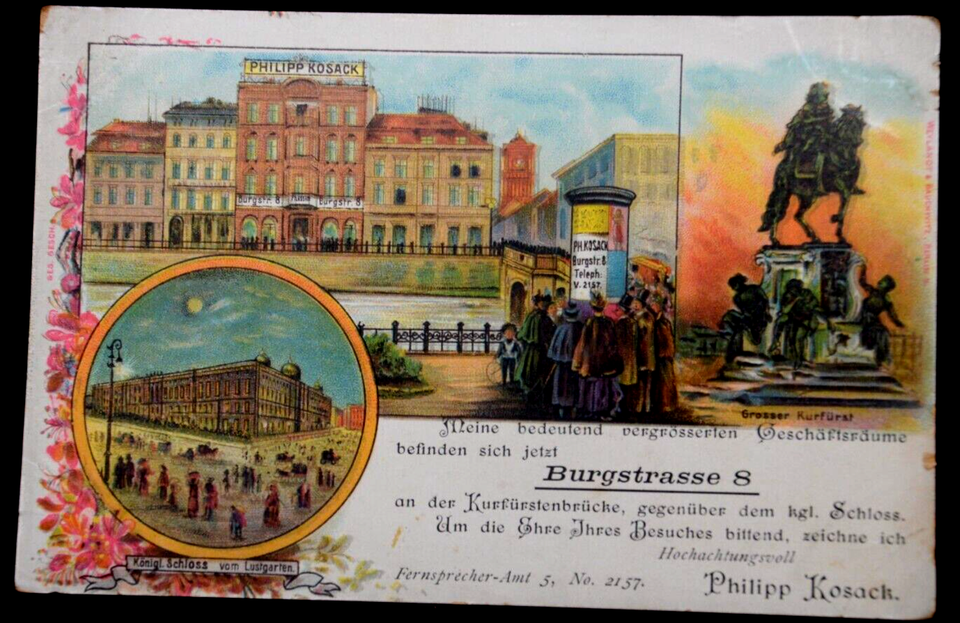 PHILIPP KOSACK
Burgstr. 8 Burgstr. 8
PH. KOSACK
Burgstr. 8
Teleph.
V. 2157.
REG. GESCH.
Grosser Kurfürst
Königl. Schloss vom Lustgarten.
Meine bedeutend vergrösserten Geschäftsräume
befinden sich jetzt
Burgstrasse 8
an der Kurfürstenbrücke, gegenüber dem kgl. Schloss.
Um die Ehre Ihres Besuches bittend, zeichne ich
Hochachtungsvoll
Fernsprecher-Amt 5, No. 2157.
Philipp Kosack.